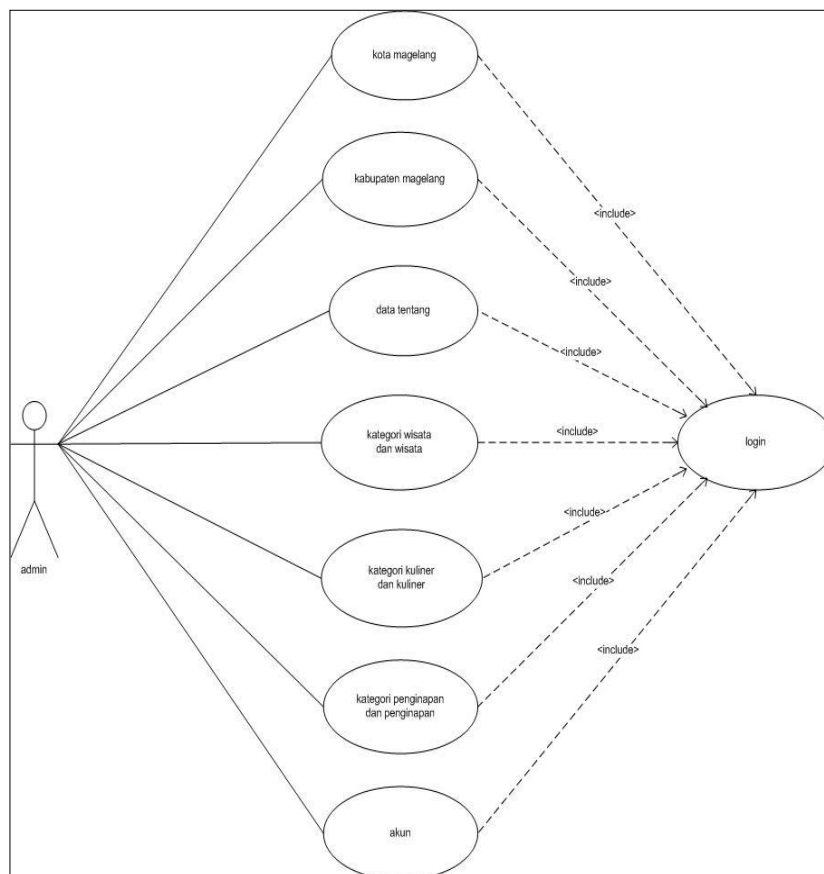 kota magelang
kabupaten magelang
<include>
<include>
data tentang
<include>
kategori wisata
dan wisata
<include>
login
admin
kategori kuliner
dan kuliner
<include>
<include>
kategori penginapan
dan penginapan
<include>
akun